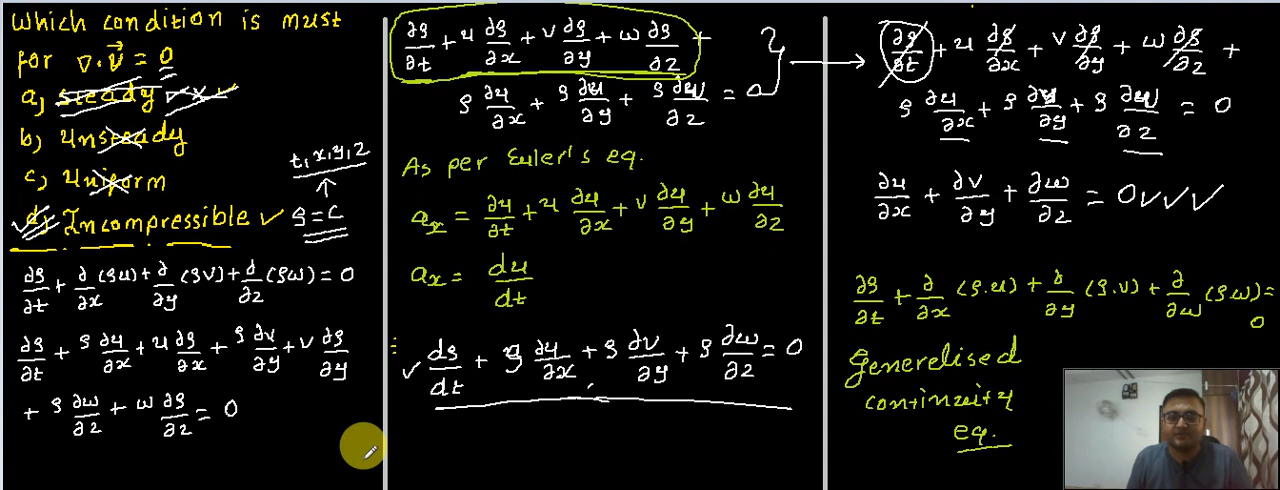 Which condition is must
for ∇.v⃗ = 0
a) steady ✓×✓
b) Unsteady
c) Uniform
d) Incompressible ✓
t,x,y,z
↑
ρ=c
∂ρ/∂t + ∂/∂x (ρu) + ∂/∂y (ρv) + ∂/∂z (ρw) = 0
∂ρ/∂t + ρ ∂u/∂x + u ∂ρ/∂x + ρ ∂v/∂y + v ∂ρ/∂y
+ ρ ∂w/∂z + w ∂ρ/∂z = 0
∂ρ/∂t + u ∂ρ/∂x + v ∂ρ/∂y + w ∂ρ/∂z +
ρ ∂u/∂x + ρ ∂v/∂y + ρ ∂w/∂z = 0
As per Euler's eq.
ax = ∂u/∂t + u ∂u/∂x + v ∂u/∂y + w ∂u/∂z
ax = du/dt
✓ dρ/dt + ρ ∂u/∂x + ρ ∂v/∂y + ρ ∂w/∂z = 0
→ ∂ρ/∂t + u ∂ρ/∂x + v ∂ρ/∂y + w ∂ρ/∂z +
ρ ∂u/∂x + ρ ∂v/∂y + ρ ∂w/∂z = 0
∂u/∂x + ∂v/∂y + ∂w/∂z = 0 ✓✓✓
∂ρ/∂t + ∂/∂x (ρ.u) + ∂/∂y (ρ.v) + ∂/∂w (ρ.w) =
0
Generelised
continuity
eq.